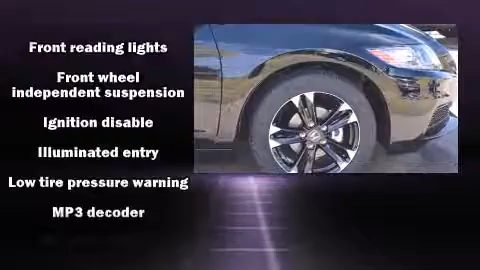 Front reading lights
Front wheel
independent suspension
Ignition disable
Illuminated entry
Low tire pressure warning
MP3 decoder